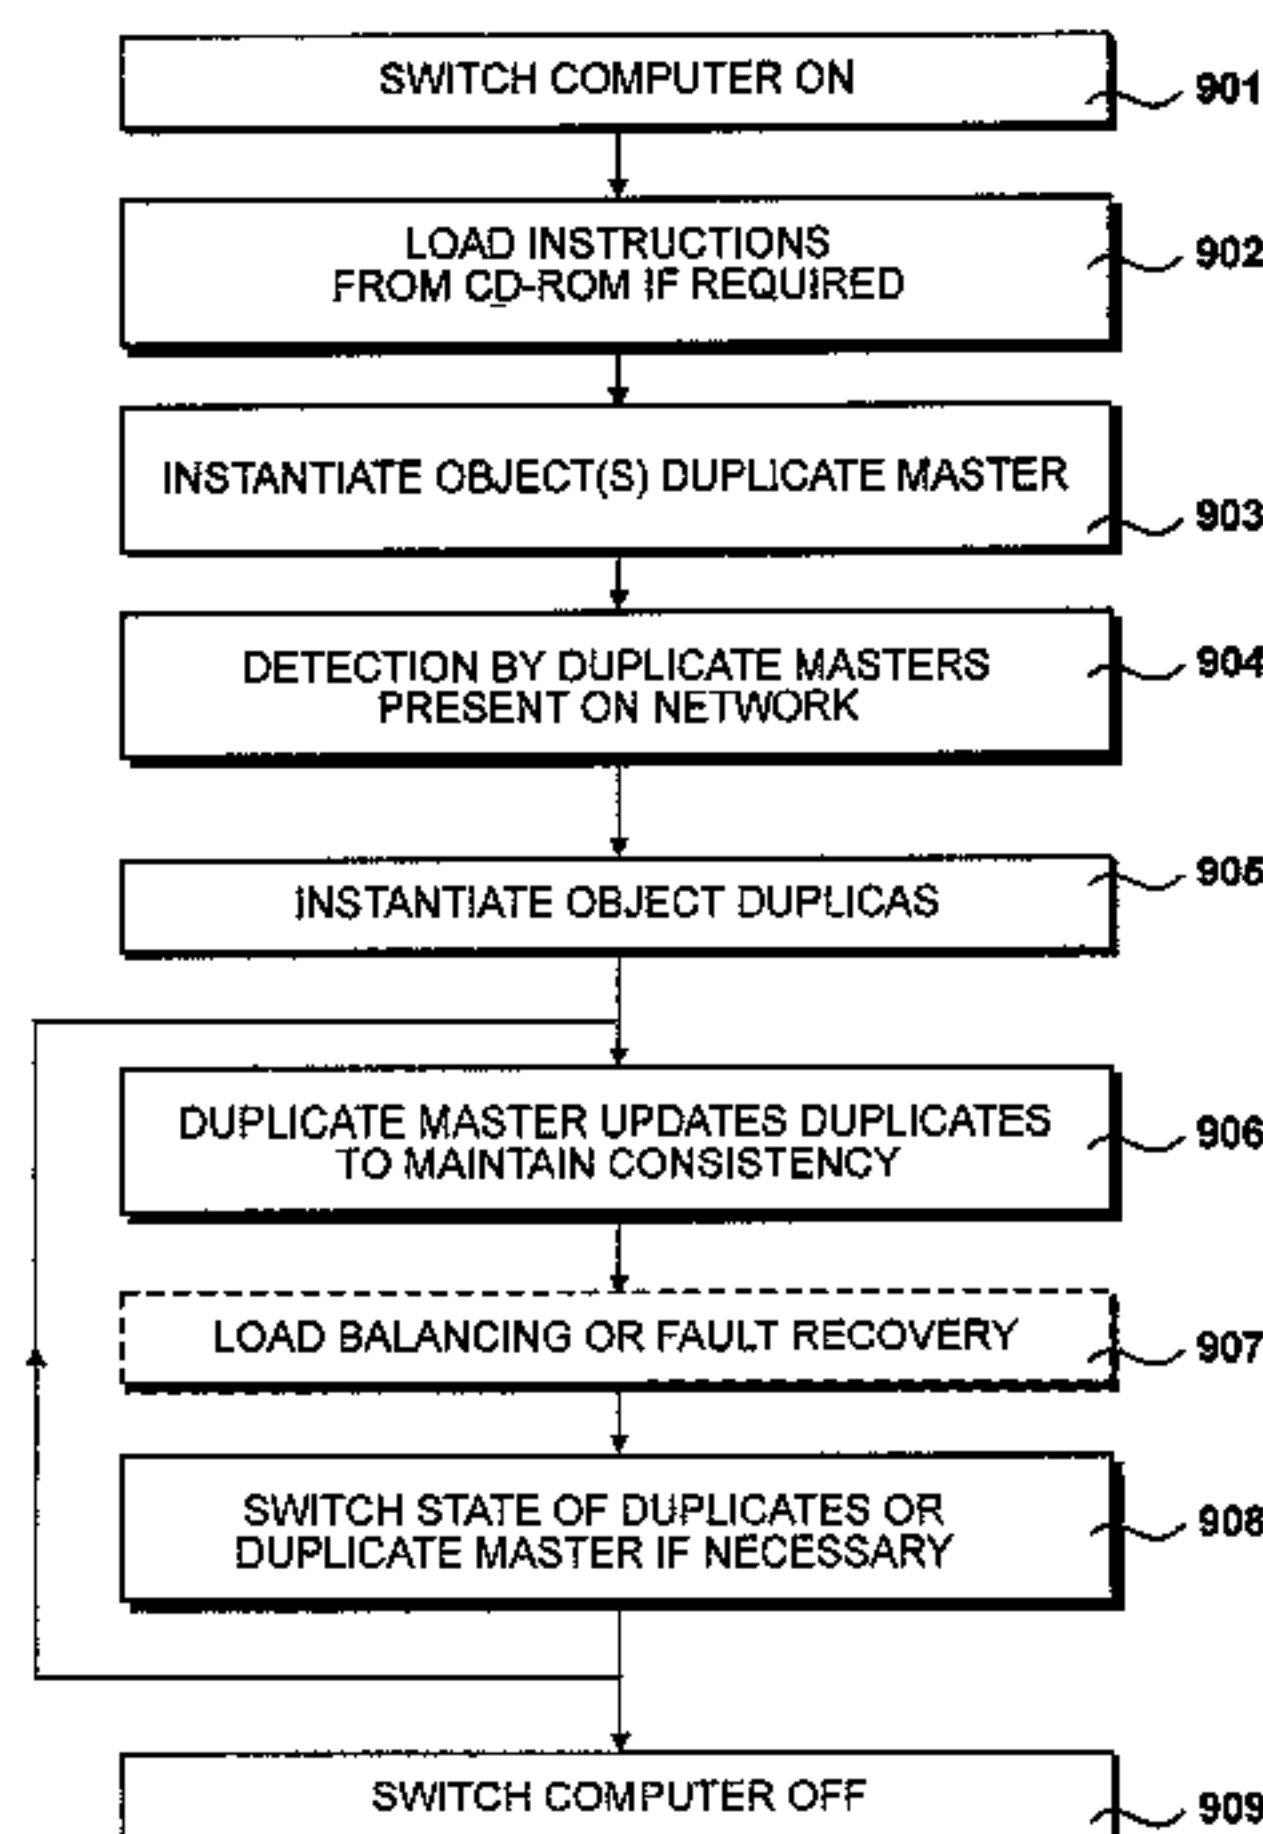 SWITCH COMPUTER ON
901
LOAD INSTRUCTIONS
FROM CD-ROM IF REQUIRED
902
INSTANTIATE OBJECT(S) DUPLICATE MASTER
903
DETECTION BY DUPLICATE MASTERS
PRESENT ON NETWORK
904
INSTANTIATE OBJECT DUPLICAS
905
DUPLICATE MASTER UPDATES DUPLICATES
TO MAINTAIN CONSISTENCY
906
LOAD BALANCING OR FAULT RECOVERY
907
SWITCH STATE OF DUPLICATES OR
DUPLICATE MASTER IF NECESSARY
908
SWITCH COMPUTER OFF
909